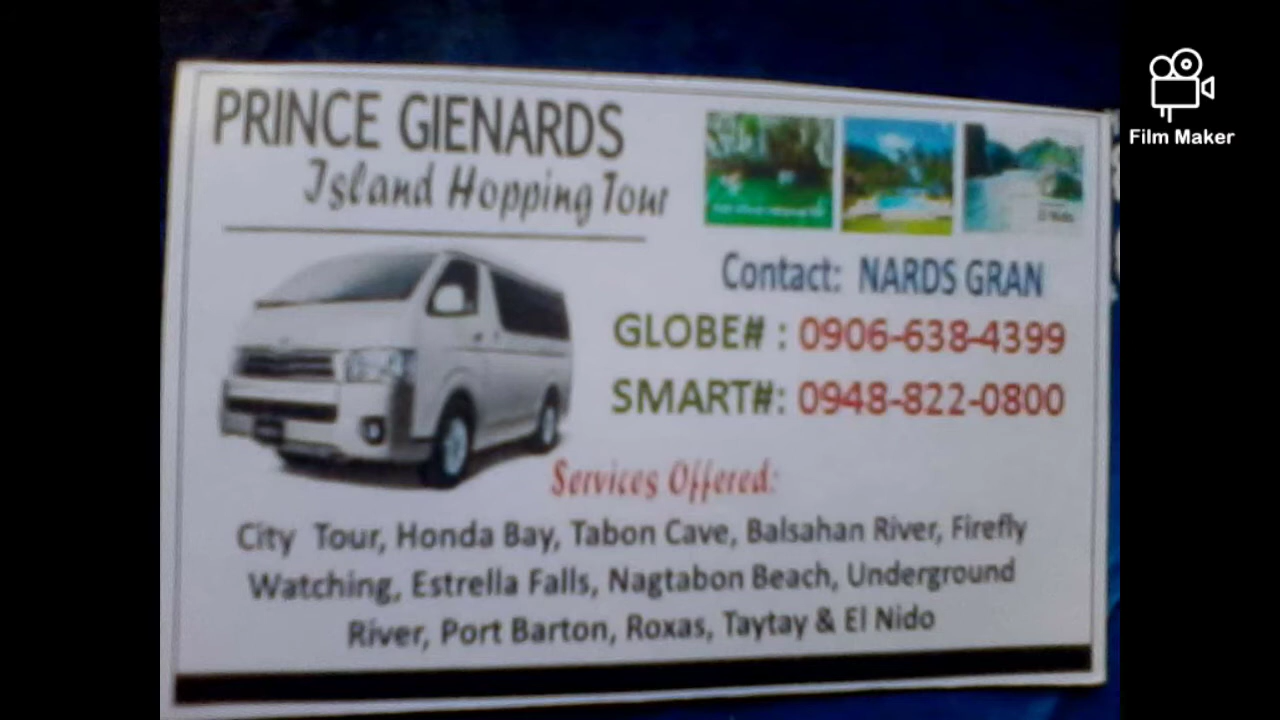 PRINCE GIENARDS
Island Hopping Tour
El Nido
Contact: NARDS GRAN
GLOBE# : 0906-638-4399
SMART#: 0948-822-0800
Services Offered:
City Tour, Honda Bay, Tabon Cave, Balsahan River, Firefly
Watching, Estrella Falls, Nagtabon Beach, Underground
River, Port Barton, Roxas, Taytay & El Nido
Film Maker